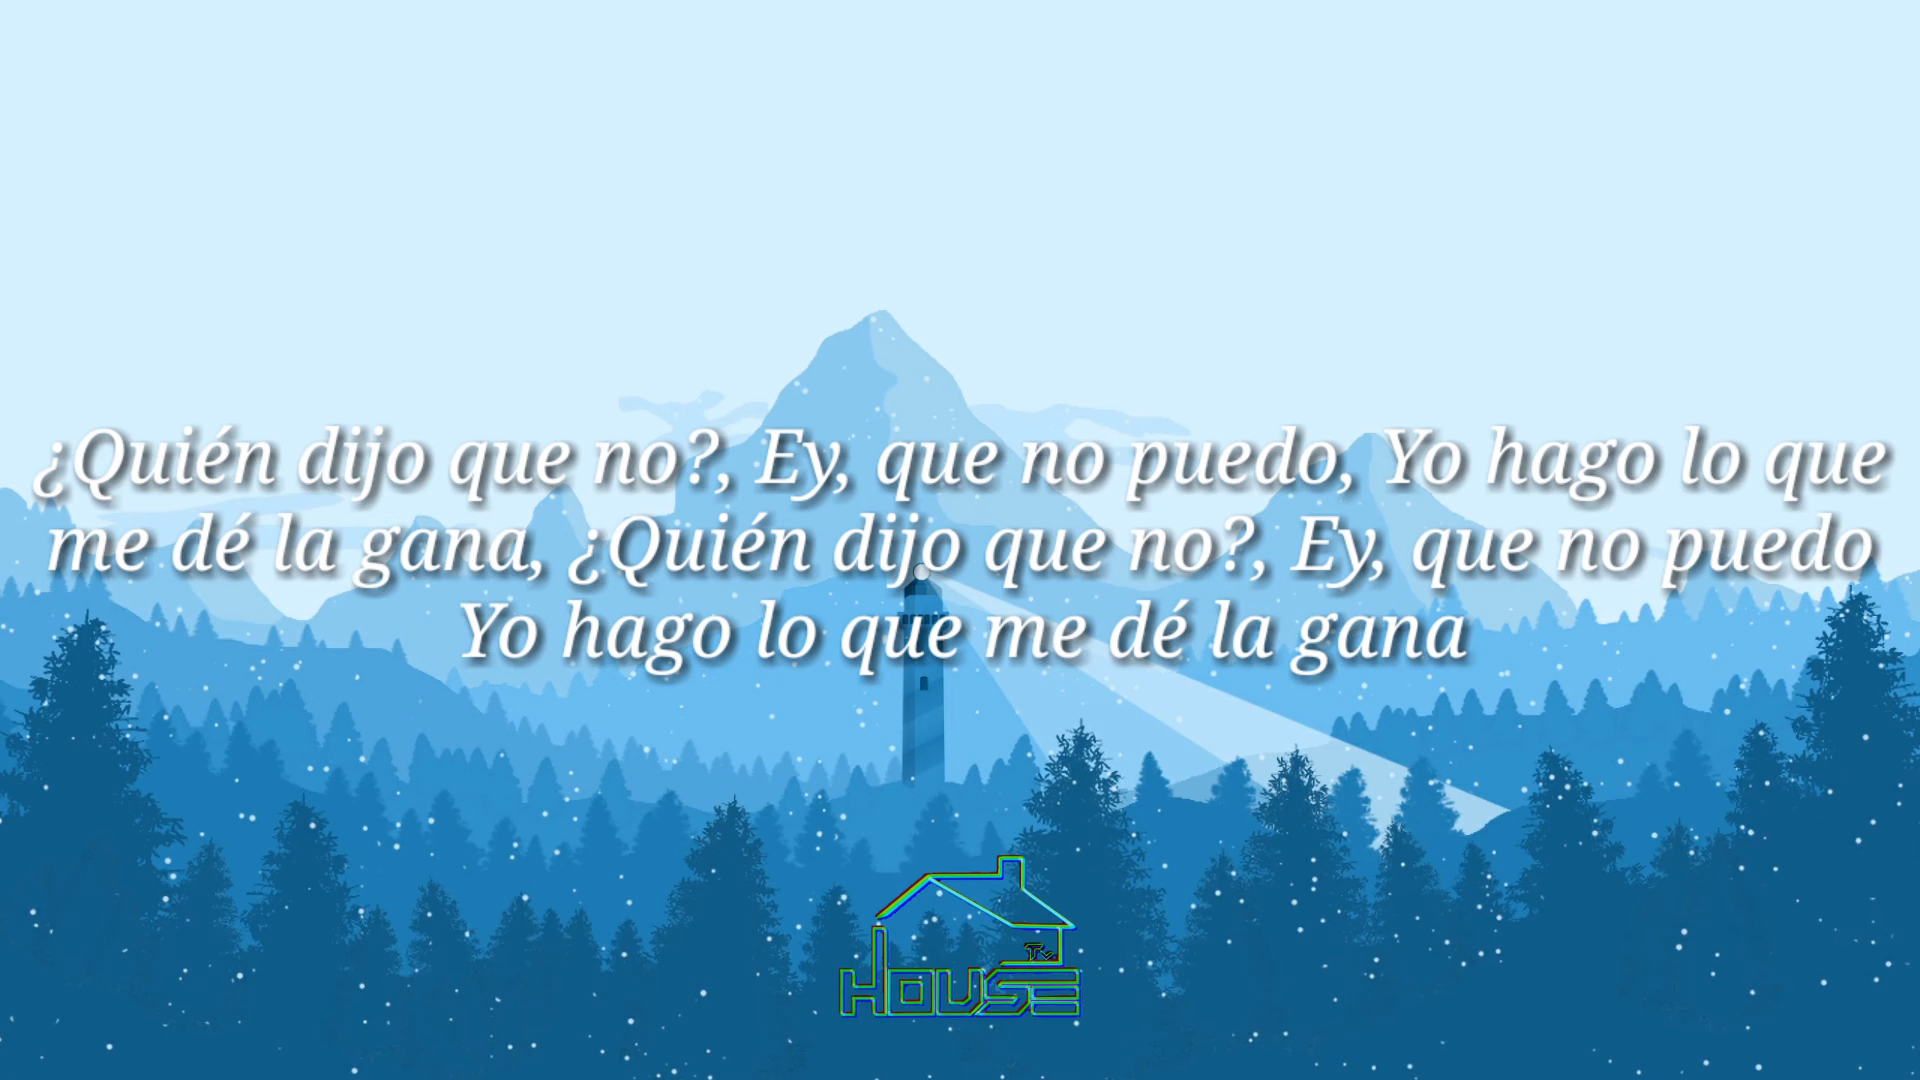 ¿Quién dijo que no?, Ey, que no puedo, Yo hago lo que
me dé la gana, ¿Quién dijo que no?, Ey, que no puedo
Yo hago lo que me dé la gana
Tv
HOUSE